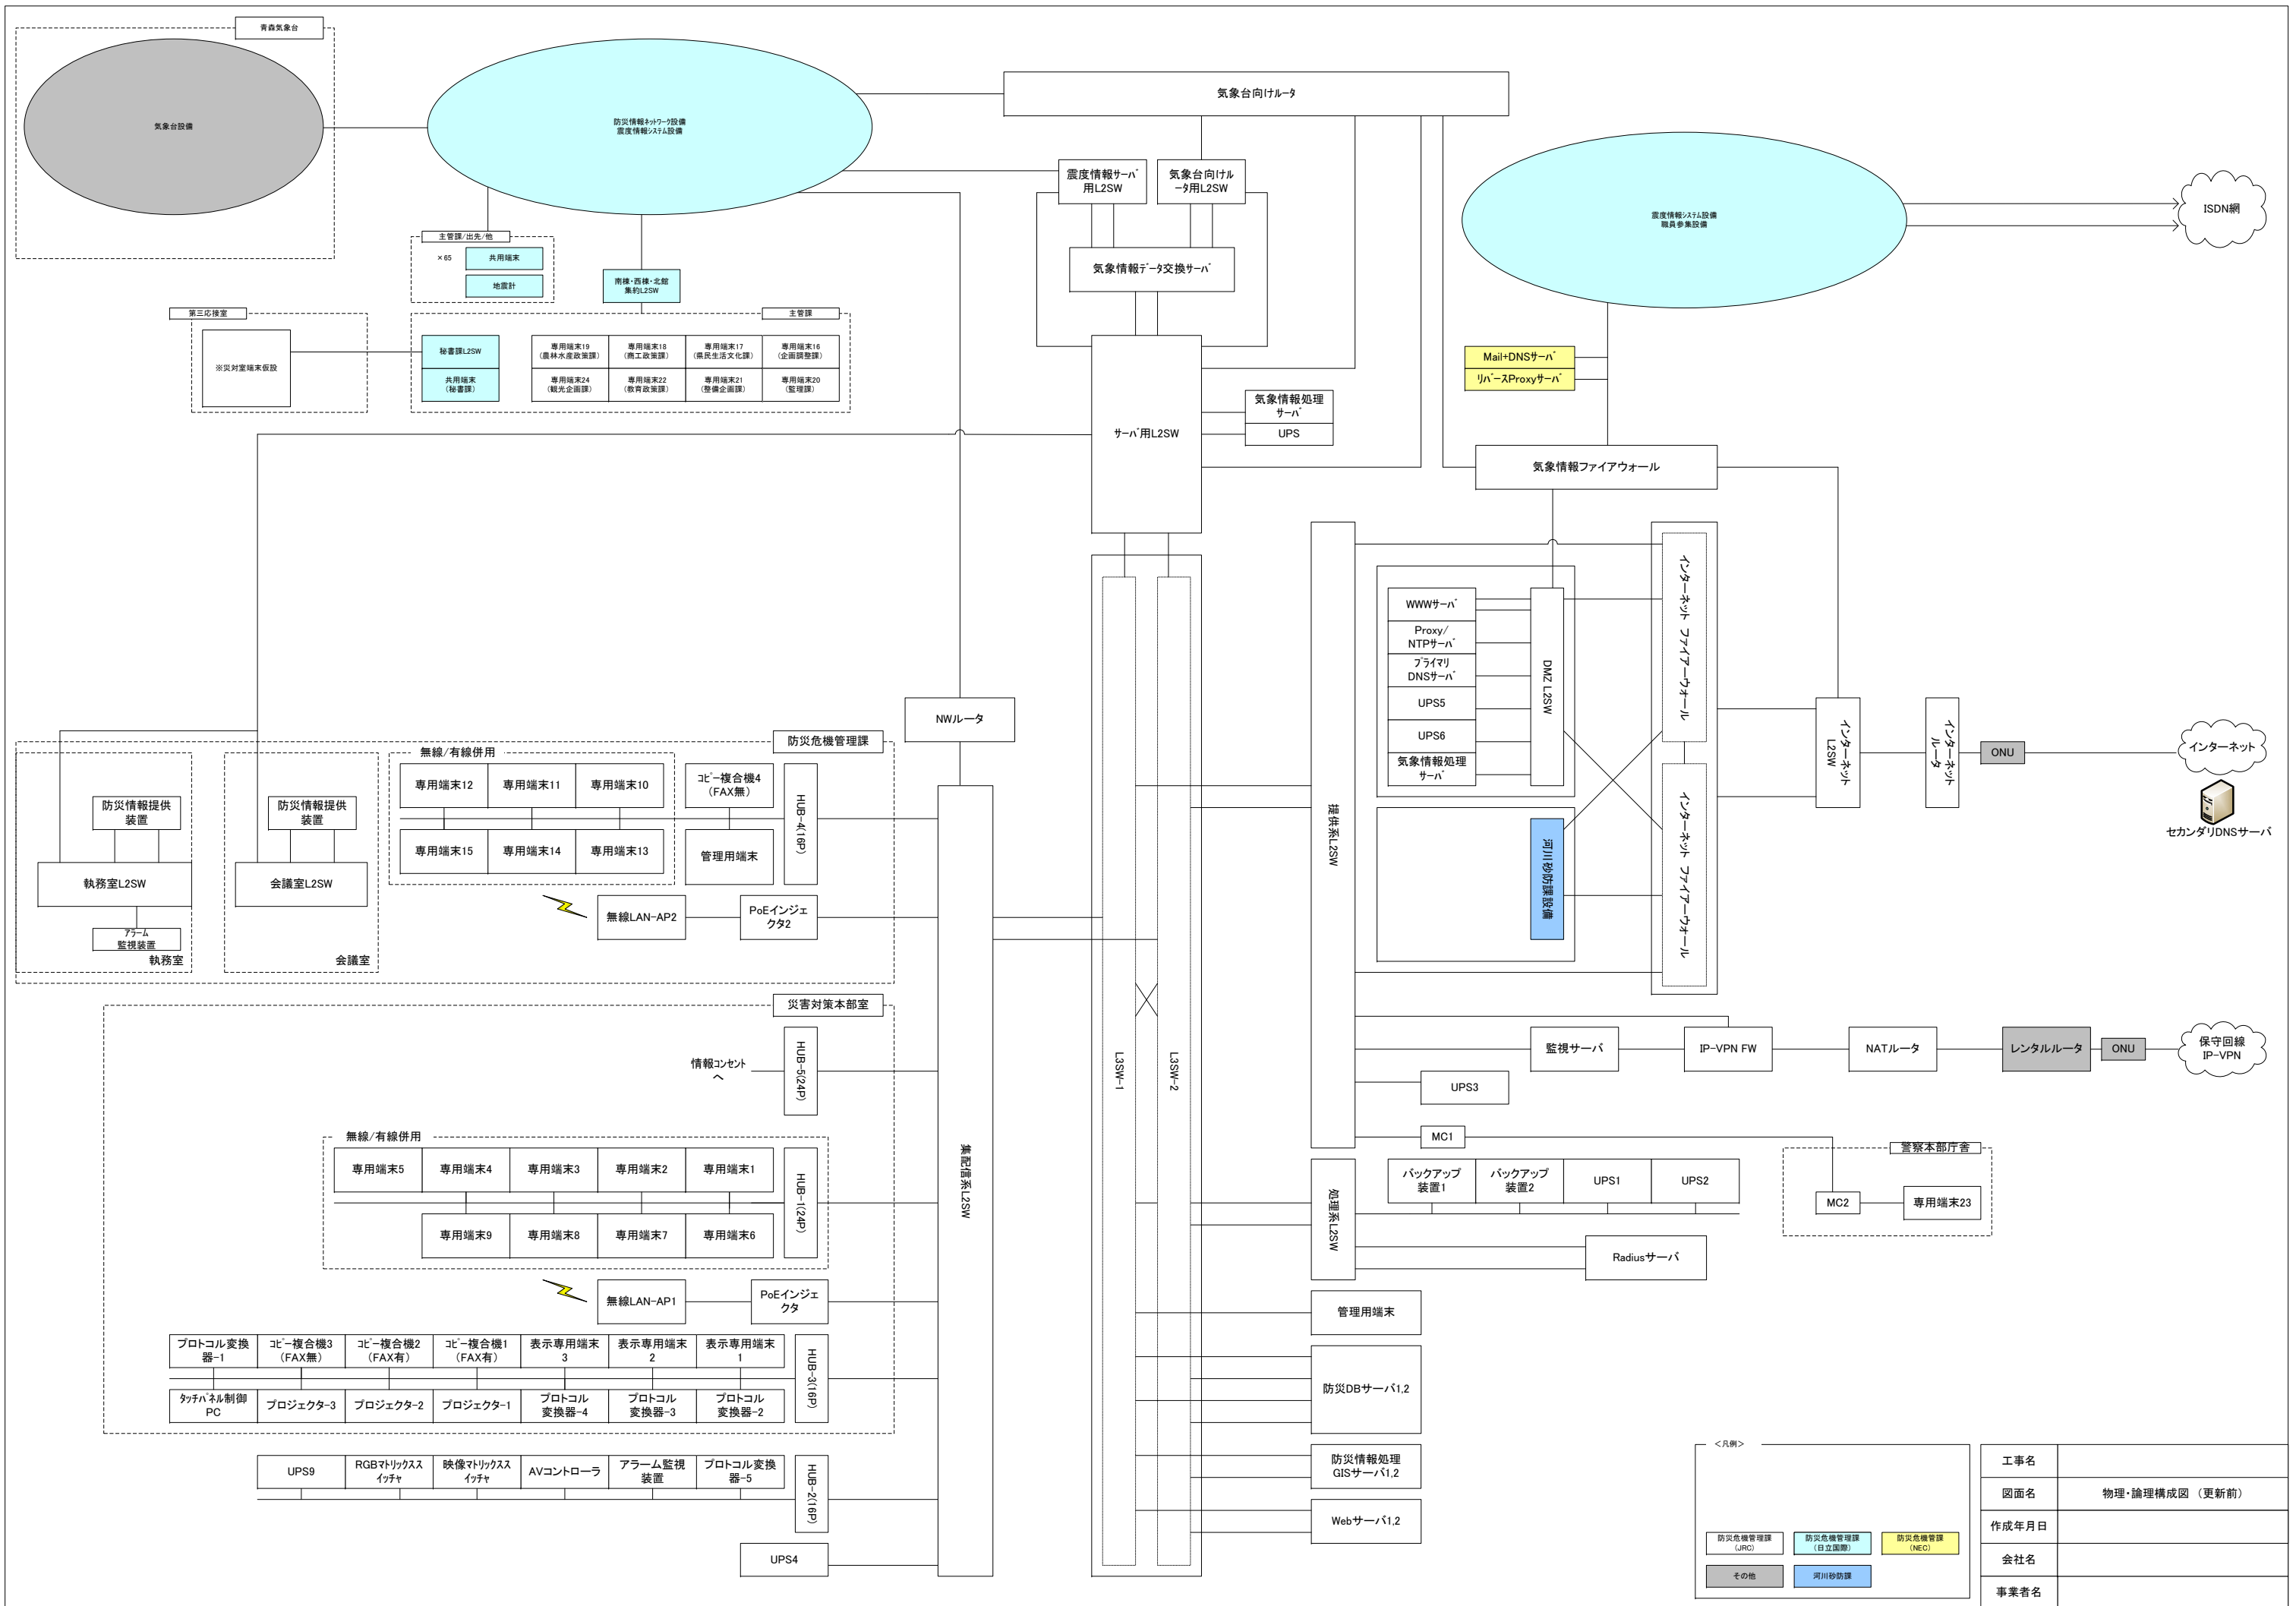 青森気象台
気象台設備
防災情報ネットワーク設備
震度情報システム設備
気象台向けルータ
震度情報サーバ
用L2SW
気象台向けル
ータ用L2SW
気象情報データ交換サーバ
震度情報システム設備
職員参集設備
ISDN網
主管課/出先/他
×65
共用端末
地震計
南棟・西棟・北館
集約L2SW
第三応接室
※災対室端末仮設
主管課
秘書課L2SW
共用端末
(秘書課)
専用端末19
(農林水産政策課)
専用端末18
(商工政策課)
専用端末17
(県民生活文化課)
専用端末16
(企画調整課)
専用端末24
(観光企画課)
専用端末22
(教育政策課)
専用端末21
(整備企画課)
専用端末20
(監理課)
サーバ用L2SW
気象情報処理
サーバ
UPS
Mail+DNSサーバ
リバースProxyサーバ
気象情報ファイアウォール
提供系L2SW
WWWサーバ
Proxy/
NTPサーバ
プライマリ
DNSサーバ
UPS5
UPS6
気象情報処理
サーバ
DMZ L2SW
河川砂防課設備
インターネット ファイアーウォール
インターネット ファイアーウォール
インターネット
L2SW
インターネット
ルータ
ONU
インターネット
セカンダリDNSサーバ
NWルータ
防災危機管理課
無線/有線併用
専用端末12
専用端末11
専用端末10
専用端末15
専用端末14
専用端末13
コピー複合機4
(FAX無)
管理用端末
HUB-4(16P)
防災情報提供
装置
執務室L2SW
アラーム
監視装置
執務室
防災情報提供
装置
会議室L2SW
会議室
無線LAN-AP2
PoEインジェ
クタ2
災害対策本部室
情報コンセント
へ
HUB-5(24P)
無線/有線併用
専用端末5
専用端末4
専用端末3
専用端末2
専用端末1
専用端末9
専用端末8
専用端末7
専用端末6
HUB-1(24P)
無線LAN-AP1
PoEインジェ
クタ
プロトコル変換
器-1
コピー複合機3
(FAX無)
コピー複合機2
(FAX有)
コピー複合機1
(FAX有)
表示専用端末
3
表示専用端末
2
表示専用端末
1
タッチパネル制御
PC
プロジェクタ-3
プロジェクタ-2
プロジェクタ-1
プロトコル
変換器-4
プロトコル
変換器-3
プロトコル
変換器-2
HUB-3(16P)
UPS9
RGBマトリックスス
イッチャ
映像マトリックスス
イッチャ
AVコントローラ
アラーム監視
装置
プロトコル変換
器-5
HUB-2(16P)
UPS4
集配信系L2SW
L3SW-1
L3SW-2
監視サーバ
IP-VPN FW
NATルータ
レンタルルータ
ONU
保守回線
IP-VPN
UPS3
MC1
警察本部庁舎
MC2
専用端末23
処理系L2SW
バックアップ
装置1
バックアップ
装置2
UPS1
UPS2
Radiusサーバ
管理用端末
防災DBサーバ1,2
防災情報処理
GISサーバ1,2
Webサーバ1,2
<凡例>
防災危機管理課
(JRC)
防災危機管理課
(日立国際)
防災危機管課
(NEC)
その他
河川砂防課
工事名
図面名
物理・論理構成図 (更新前)
作成年月日
会社名
事業者名